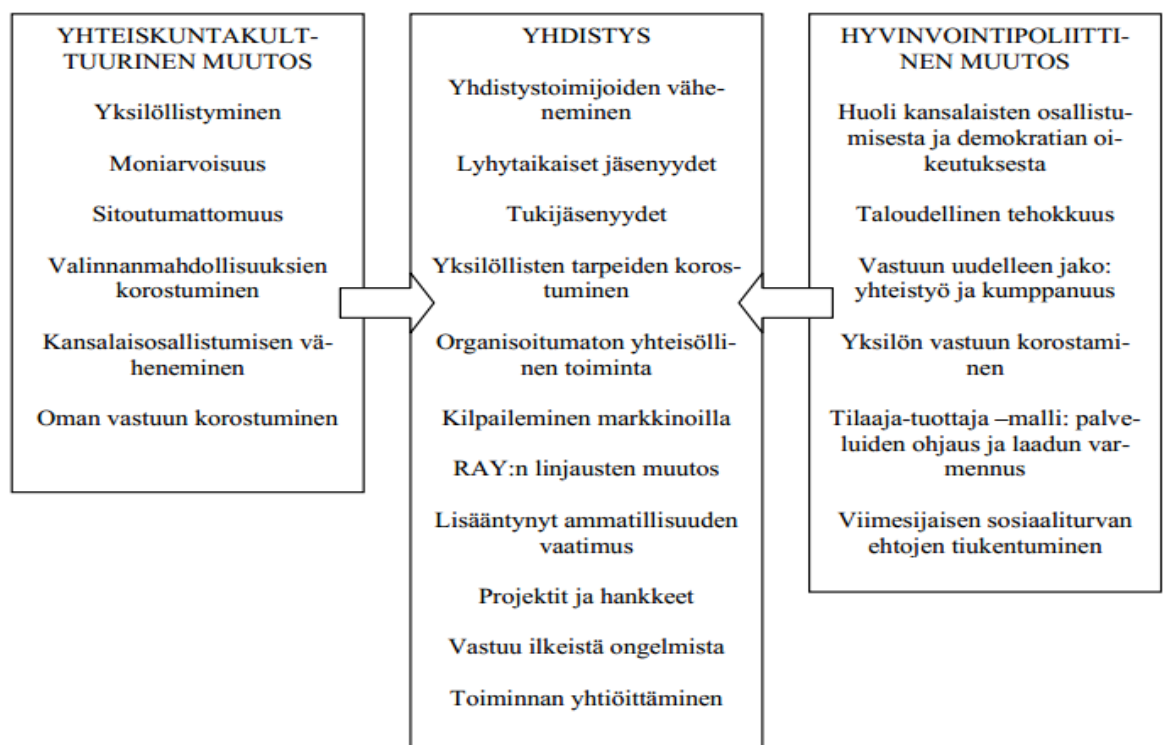 YHTEISKUNTAKULT-
TUURINEN MUUTOS
Yksilöllistyminen
Moniarvoisuus
Sitoutumattomuus
Valinnanmahdollisuuksien
korostuminen
Kansalaisosallistumisen vä-
heneminen
Oman vastuun korostuminen
YHDISTYS
Yhdistystoimijoiden vähe-
neminen
Lyhytaikaiset jäsenyydet
Tukijäsenyydet
Yksilöllisten tarpeiden koros-
tuminen
Organisoitumaton yhteisölli-
nen toiminta
Kilpaileminen markkinoilla
RAY:n linjausten muutos
Lisääntynyt ammatillisuuden
vaatimus
Projektit ja hankkeet
Vastuu ilkeistä ongelmista
Toiminnan yhtiöittäminen
HYVINVOINTIPOLIITTI-
NEN MUUTOS
Huoli kansalaisten osallistu-
misesta ja demokratian oi-
keutuksesta
Taloudellinen tehokkuus
Vastuun uudelleen jako:
yhteistyö ja kumppanuus
Yksilön vastuun korostami-
nen
Tilaaja-tuottaja –malli: palve-
luiden ohjaus ja laadun var-
mennus
Viimesijaisen sosiaaliturvan
ehtojen tiukentuminen